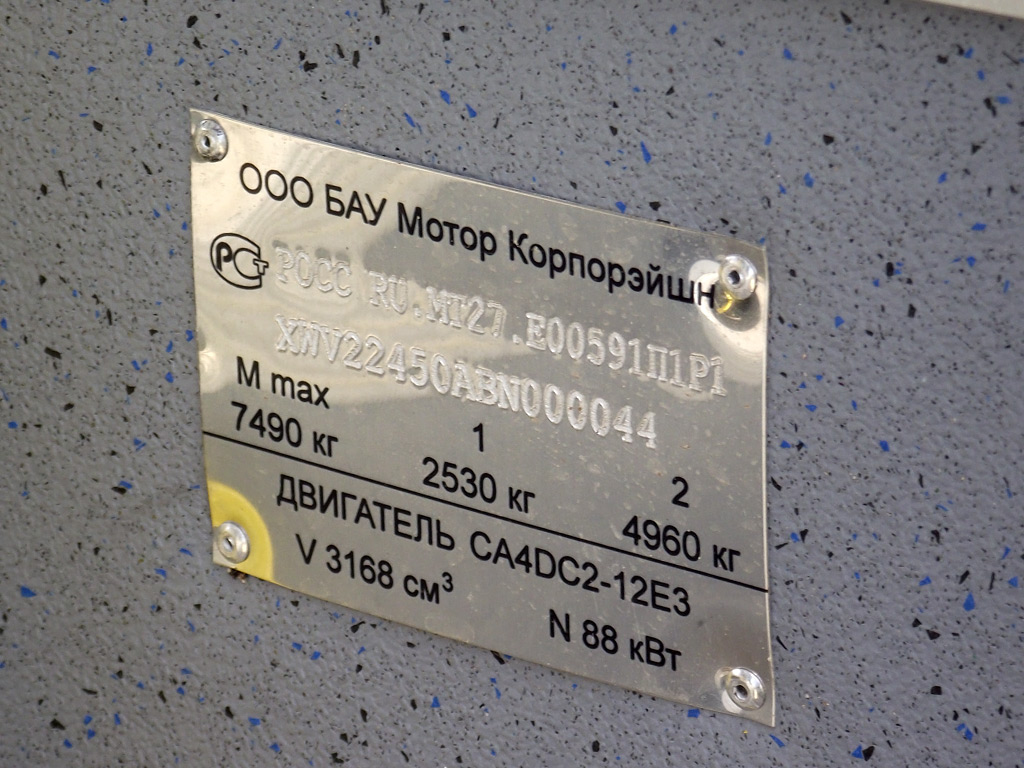 ООО БАУ Мотор Корпорэйшн
РСТ РОСС RU.МТ27.Е00591П1Р1
XWV22450ABN000044
M max 1 2
7490 кг 2530 кг 4960 кг
ДВИГАТЕЛЬ CA4DC2-12E3
V 3168 см³ N 88 кВт